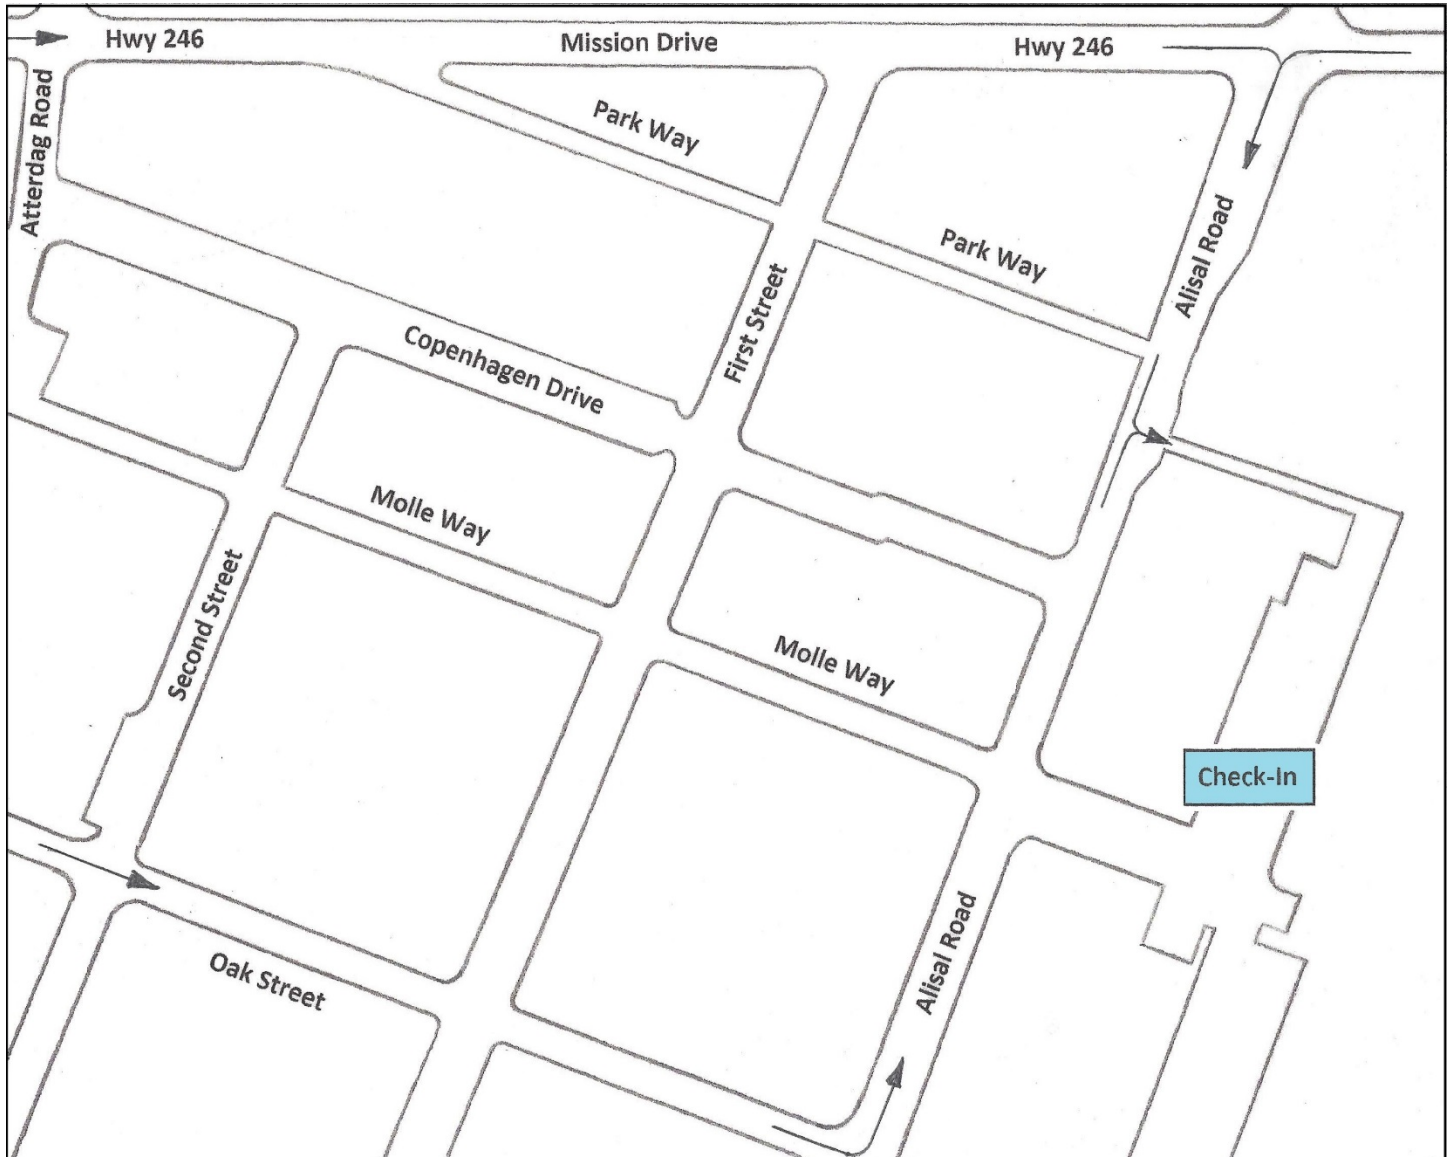 Hwy 246
Mission Drive
Hwy 246
Atterdag Road
Park Way
Park Way
Alisal Road
First Street
Copenhagen Drive
Molle Way
Second Street
Molle Way
Check-In
Oak Street
Alisal Road